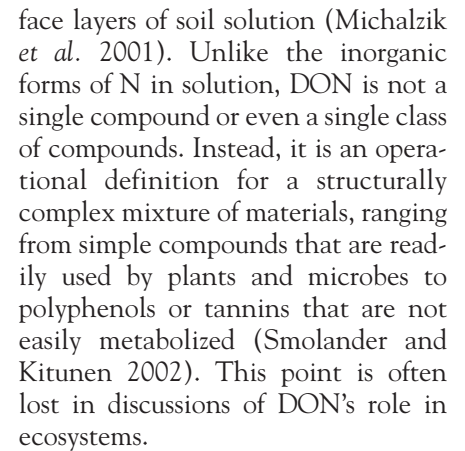 face layers of soil solution (Michalzik
et al. 2001). Unlike the inorganic
forms of N in solution, DON is not a
single compound or even a single class
of compounds. Instead, it is an opera-
tional definition for a structurally
complex mixture of materials, ranging
from simple compounds that are read-
ily used by plants and microbes to
polyphenols or tannins that are not
easily metabolized (Smolander and
Kitunen 2002). This point is often
lost in discussions of DON's role in
ecosystems.